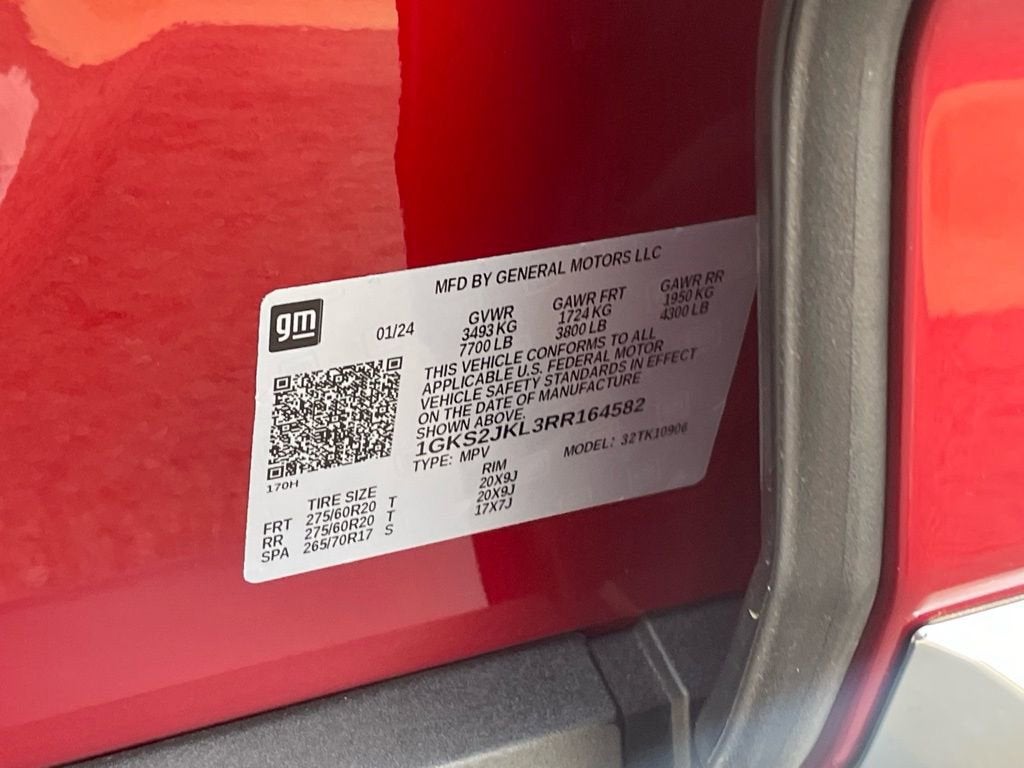 MFD BY GENERAL MOTORS LLC
gm
01/24
GVWR GAWR FRT GAWR RR
3493 KG 1724 KG 1950 KG
7700 LB 3800 LB 4300 LB
THIS VEHICLE CONFORMS TO ALL
APPLICABLE U.S. FEDERAL MOTOR
VEHICLE SAFETY STANDARDS IN EFFECT
ON THE DATE OF MANUFACTURE
SHOWN ABOVE.
1GKS2JKL3RR164582
TYPE: MPV MODEL: 32TK10906
170H
TIRE SIZE RIM
FRT 275/60R20 T 20X9J
RR 275/60R20 T 20X9J
SPA 265/70R17 S 17X7J